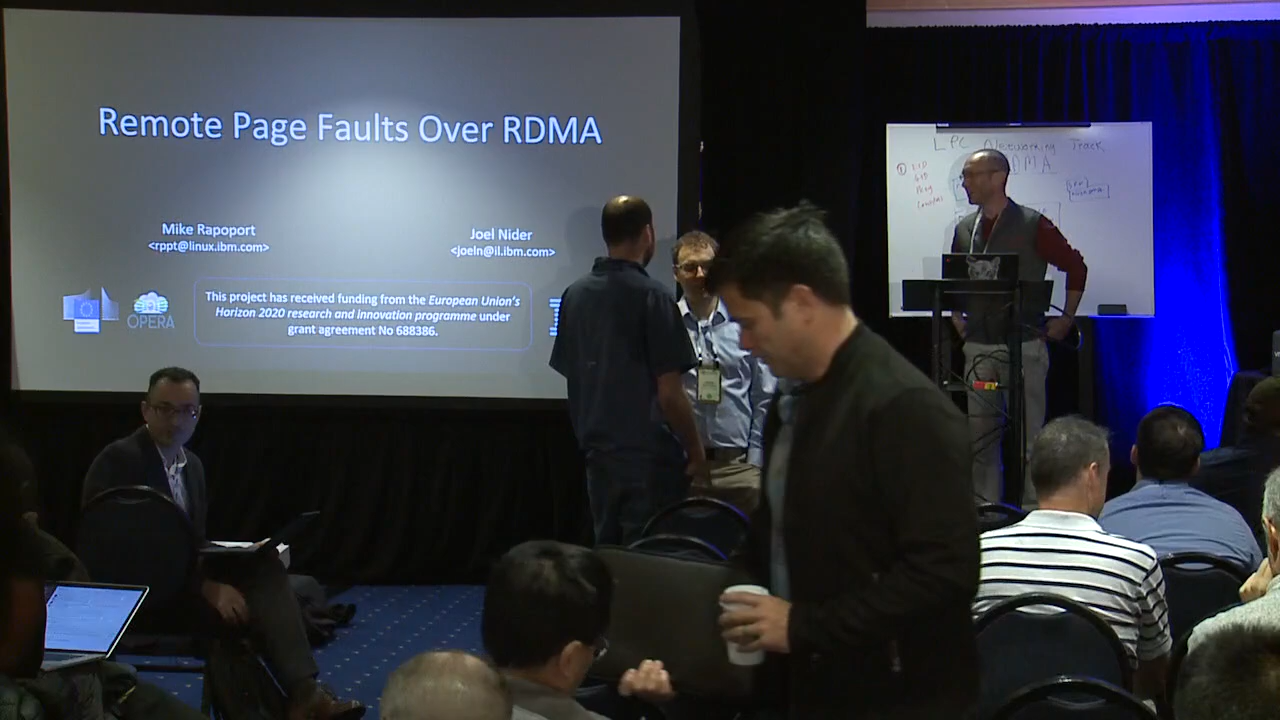 Remote Page Faults Over RDMA
Mike Rapoport
<rppt@linux.ibm.com>
Joel Nider
<joeln@il.ibm.com>
OPERA
This project has received funding from the European Union's
Horizon 2020 research and innovation programme under
grant agreement No 688386.
LPC Networking Track